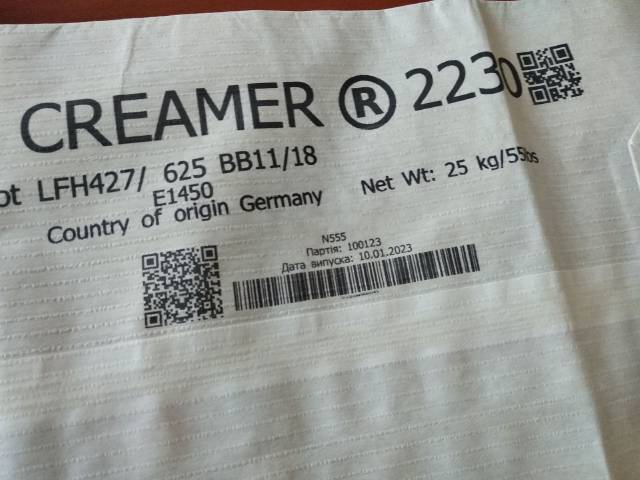 CREAMER ® 2230
ot LFH427/ 625 BB11/18
E1450
Net Wt: 25 kg/55lbs
Country of origin Germany
N555
Партія: 100123
Дата випуска: 10.01.2023